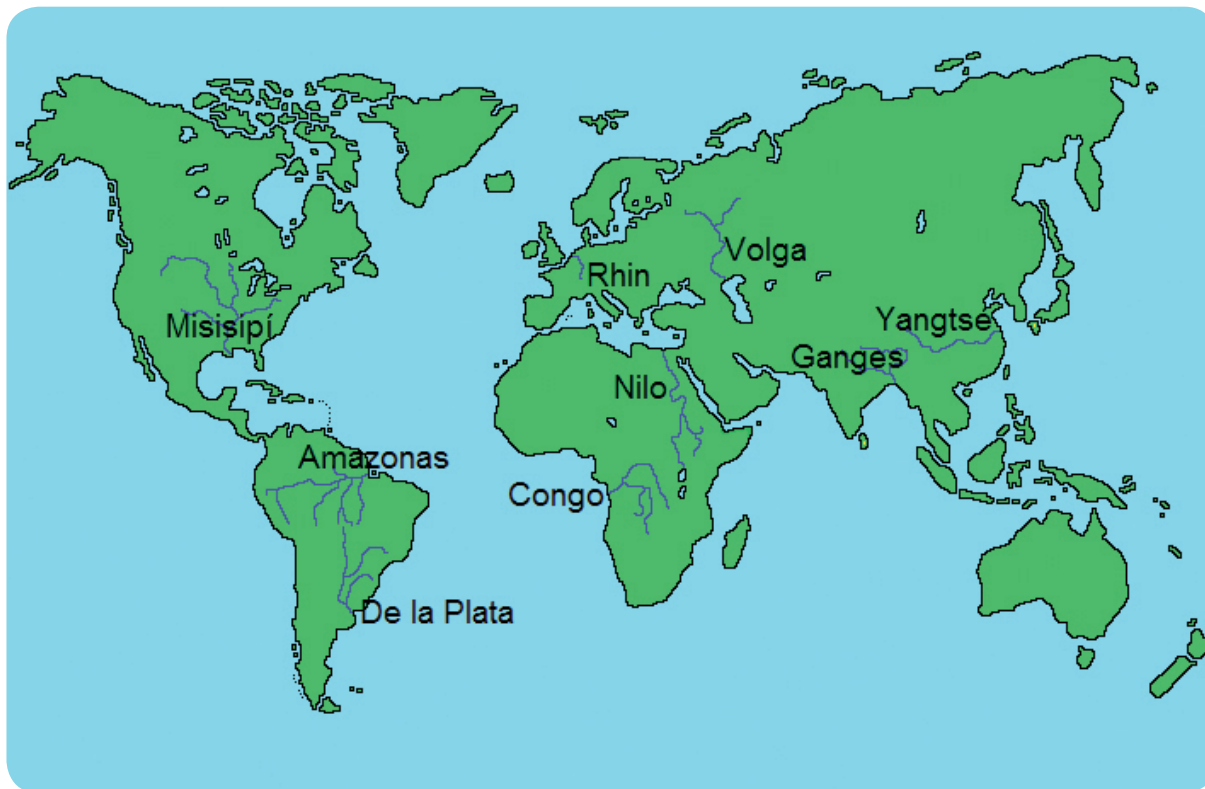 Volga
Rhin
Misisipí
Yangtse
Ganges
Nilo
Amazonas
Congo
De la Plata